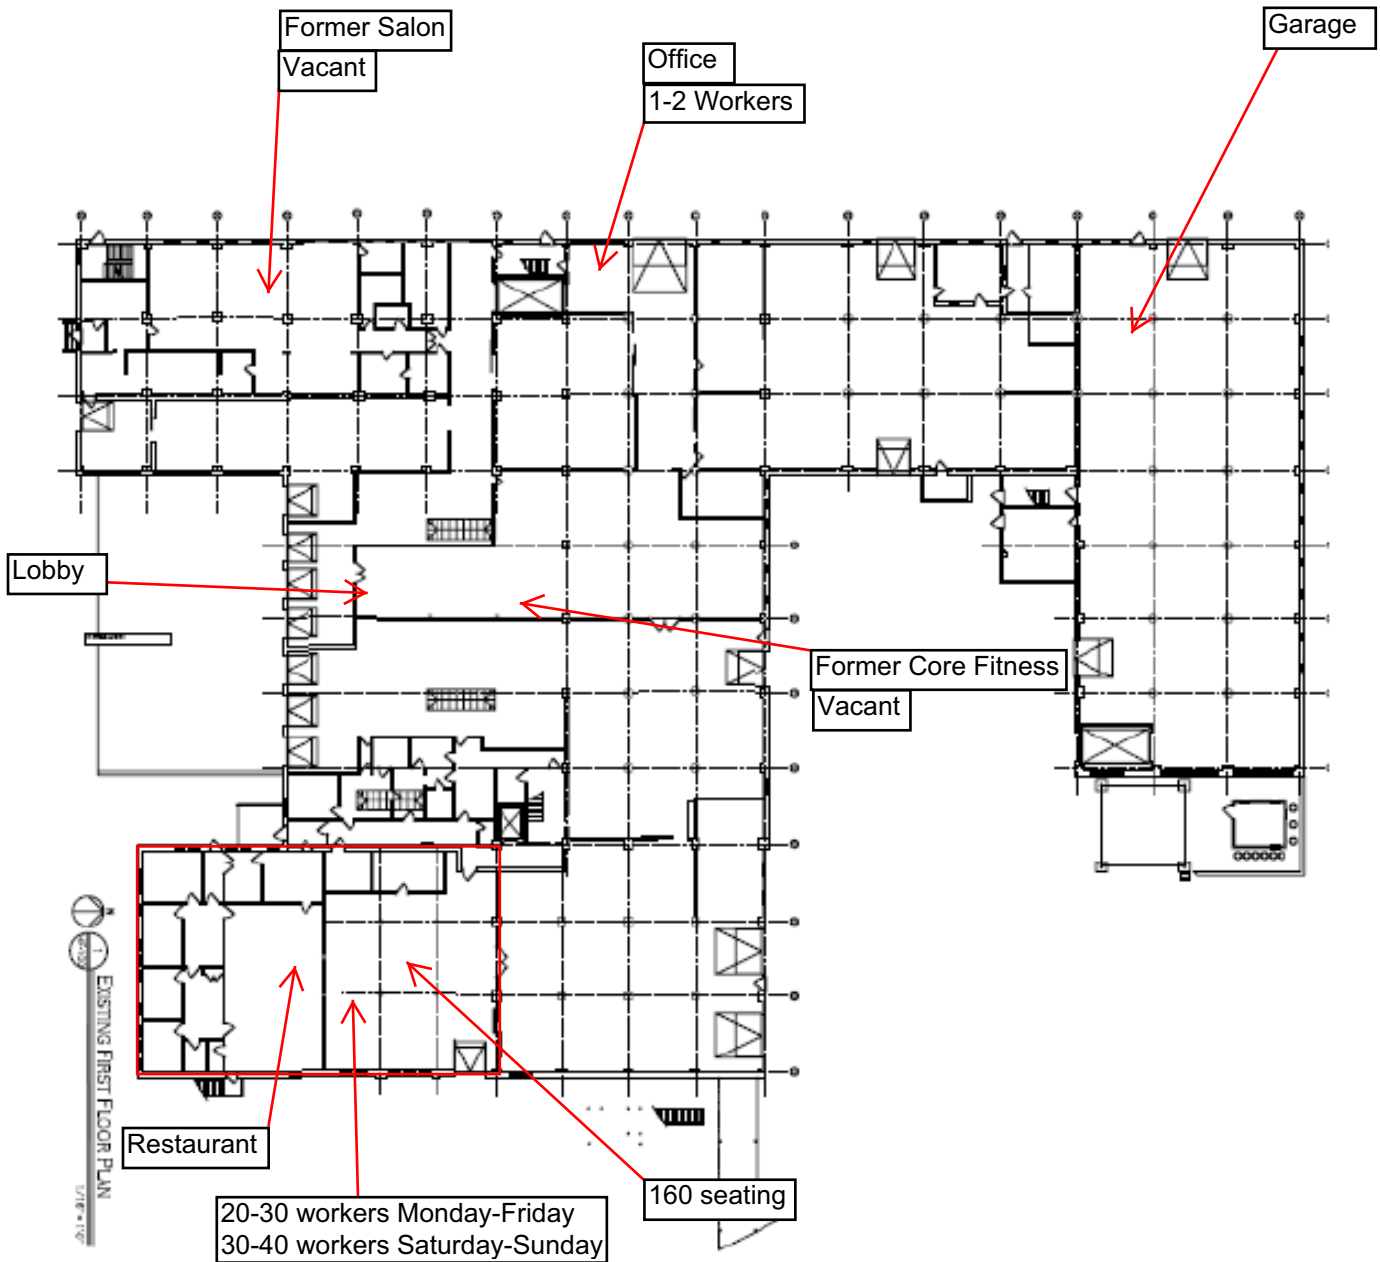 Former Salon
Vacant
Office
1-2 Workers
Garage
Lobby
Former Core Fitness
Vacant
N
1
EXISTING FIRST FLOOR PLAN
Restaurant
20-30 workers Monday-Friday
30-40 workers Saturday-Sunday
160 seating